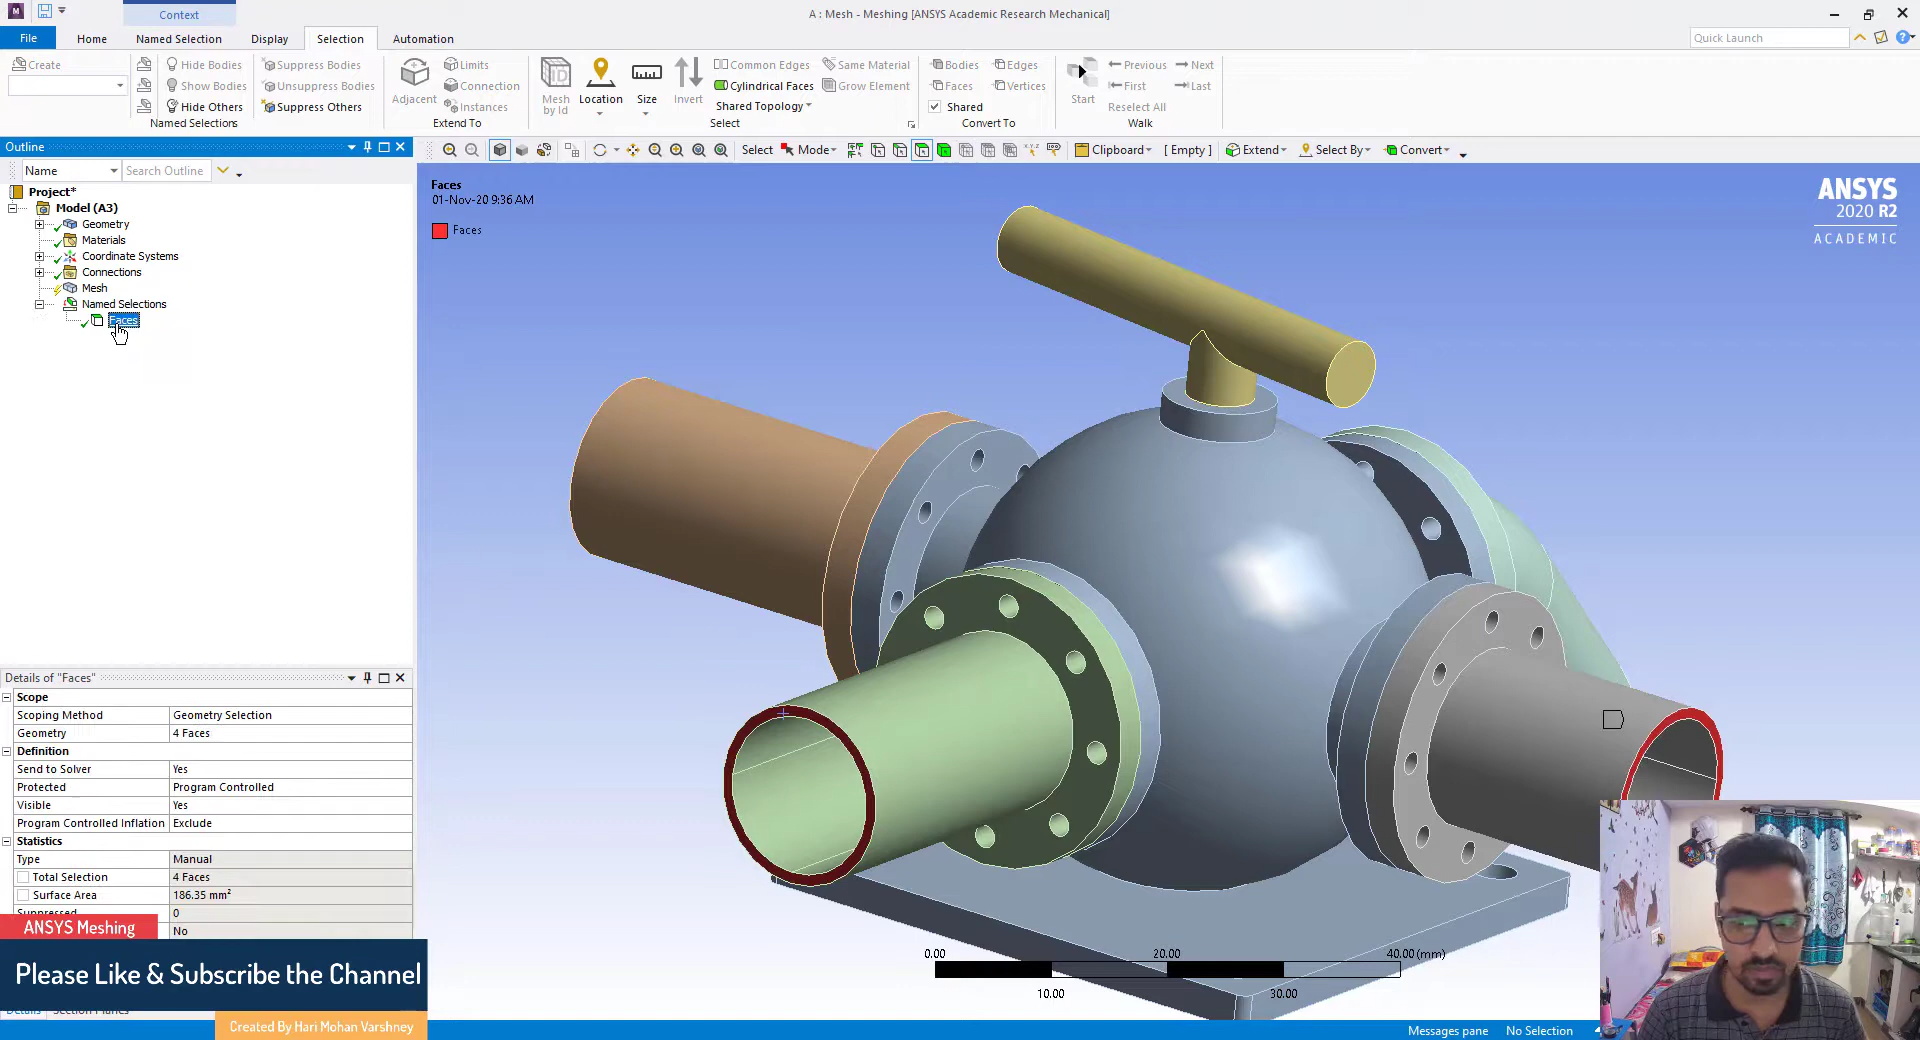 Context
A : Mesh - Meshing [ANSYS Academic Research Mechanical]
File Home Named Selection Display Selection Automation
Quick Launch
Create
Hide Bodies
Show Bodies
Hide Others
Suppress Bodies
Unsuppress Bodies
Suppress Others
Named Selections
Adjacent
Limits
Connection
Instances
Extend To
Mesh by Id
Location
Size
Invert
Common Edges
Cylindrical Faces
Shared Topology
Same Material
Grow Element
Select
Bodies
Faces
Edges
Vertices
Shared
Convert To
Start
Previous
Next
First
Last
Reselect All
Walk
Outline
Name
Search Outline
Select Mode Clipboard [ Empty ] Extend Select By Convert
Project*
Model (A3)
Geometry
Materials
Coordinate Systems
Connections
Mesh
Named Selections
Faces
Faces
01-Nov-20 9:36 AM
Faces
ANSYS
2020 R2
ACADEMIC
Details of "Faces"
Scope
Scoping Method Geometry Selection
Geometry 4 Faces
Definition
Send to Solver Yes
Protected Program Controlled
Visible Yes
Program Controlled Inflation Exclude
Statistics
Type Manual
Total Selection 4 Faces
Surface Area 186.35 mm²
Suppressed 0
No
ANSYS Meshing
Please Like & Subscribe the Channel
Created By Hari Mohan Varshney
0.00 20.00 40.00 (mm)
10.00 30.00
Details Section Planes
Messages pane No Selection